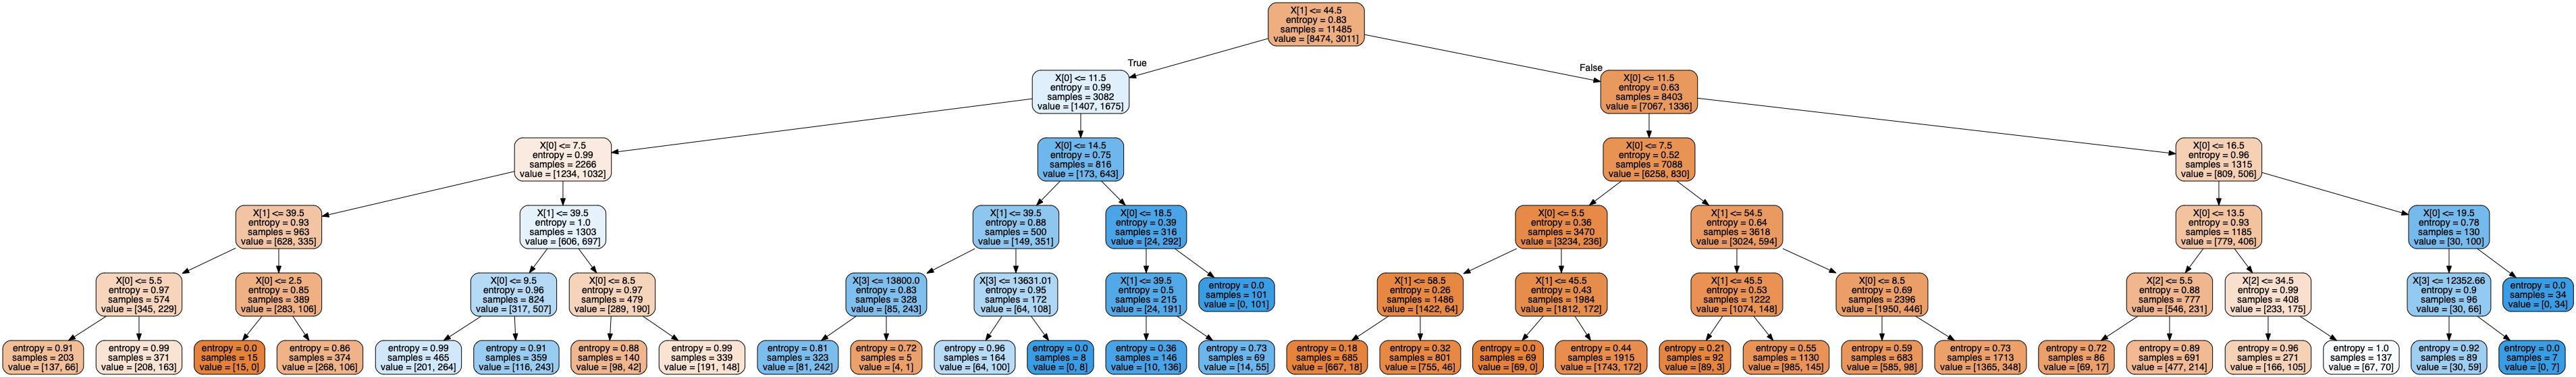 X[1] <= 44.5
entropy = 0.83
samples = 11485
value = [8474, 3011]
True
False
X[0] <= 11.5
entropy = 0.99
samples = 3082
value = [1407, 1675]
X[0] <= 11.5
entropy = 0.63
samples = 8403
value = [7067, 1336]
X[0] <= 7.5
entropy = 0.99
samples = 2266
value = [1234, 1032]
X[0] <= 14.5
entropy = 0.75
samples = 816
value = [173, 643]
X[0] <= 7.5
entropy = 0.52
samples = 7088
value = [6258, 830]
X[0] <= 16.5
entropy = 0.96
samples = 1315
value = [809, 506]
X[1] <= 39.5
entropy = 0.93
samples = 963
value = [628, 335]
X[1] <= 39.5
entropy = 1.0
samples = 1303
value = [606, 697]
X[1] <= 39.5
entropy = 0.88
samples = 500
value = [149, 351]
X[0] <= 18.5
entropy = 0.39
samples = 316
value = [24, 292]
X[0] <= 5.5
entropy = 0.36
samples = 3470
value = [3234, 236]
X[1] <= 54.5
entropy = 0.64
samples = 3618
value = [3024, 594]
X[0] <= 13.5
entropy = 0.93
samples = 1185
value = [779, 406]
X[0] <= 19.5
entropy = 0.78
samples = 130
value = [30, 100]
X[0] <= 5.5
entropy = 0.97
samples = 574
value = [345, 229]
X[0] <= 2.5
entropy = 0.85
samples = 389
value = [283, 106]
X[0] <= 9.5
entropy = 0.96
samples = 824
value = [317, 507]
X[0] <= 8.5
entropy = 0.97
samples = 479
value = [289, 190]
X[3] <= 13800.0
entropy = 0.83
samples = 328
value = [85, 243]
X[3] <= 13631.01
entropy = 0.95
samples = 172
value = [64, 108]
X[1] <= 39.5
entropy = 0.5
samples = 215
value = [24, 191]
entropy = 0.0
samples = 101
value = [0, 101]
X[1] <= 58.5
entropy = 0.26
samples = 1486
value = [1422, 64]
X[1] <= 45.5
entropy = 0.43
samples = 1984
value = [1812, 172]
X[1] <= 45.5
entropy = 0.53
samples = 1222
value = [1074, 148]
X[0] <= 8.5
entropy = 0.69
samples = 2396
value = [1950, 446]
X[2] <= 5.5
entropy = 0.88
samples = 777
value = [546, 231]
X[2] <= 34.5
entropy = 0.99
samples = 408
value = [233, 175]
X[3] <= 12352.66
entropy = 0.9
samples = 96
value = [30, 66]
entropy = 0.0
samples = 34
value = [0, 34]
entropy = 0.91
samples = 203
value = [137, 66]
entropy = 0.99
samples = 371
value = [208, 163]
entropy = 0.0
samples = 15
value = [15, 0]
entropy = 0.86
samples = 374
value = [268, 106]
entropy = 0.99
samples = 465
value = [201, 264]
entropy = 0.91
samples = 359
value = [116, 243]
entropy = 0.88
samples = 140
value = [98, 42]
entropy = 0.99
samples = 339
value = [191, 148]
entropy = 0.81
samples = 323
value = [81, 242]
entropy = 0.72
samples = 5
value = [4, 1]
entropy = 0.96
samples = 164
value = [64, 100]
entropy = 0.0
samples = 8
value = [0, 8]
entropy = 0.36
samples = 146
value = [10, 136]
entropy = 0.73
samples = 69
value = [14, 55]
entropy = 0.18
samples = 685
value = [667, 18]
entropy = 0.32
samples = 801
value = [755, 46]
entropy = 0.0
samples = 69
value = [69, 0]
entropy = 0.44
samples = 1915
value = [1743, 172]
entropy = 0.21
samples = 92
value = [89, 3]
entropy = 0.55
samples = 1130
value = [985, 145]
entropy = 0.59
samples = 683
value = [585, 98]
entropy = 0.73
samples = 1713
value = [1365, 348]
entropy = 0.72
samples = 86
value = [69, 17]
entropy = 0.89
samples = 691
value = [477, 214]
entropy = 0.96
samples = 271
value = [166, 105]
entropy = 1.0
samples = 137
value = [67, 70]
entropy = 0.92
samples = 89
value = [30, 59]
entropy = 0.0
samples = 7
value = [0, 7]